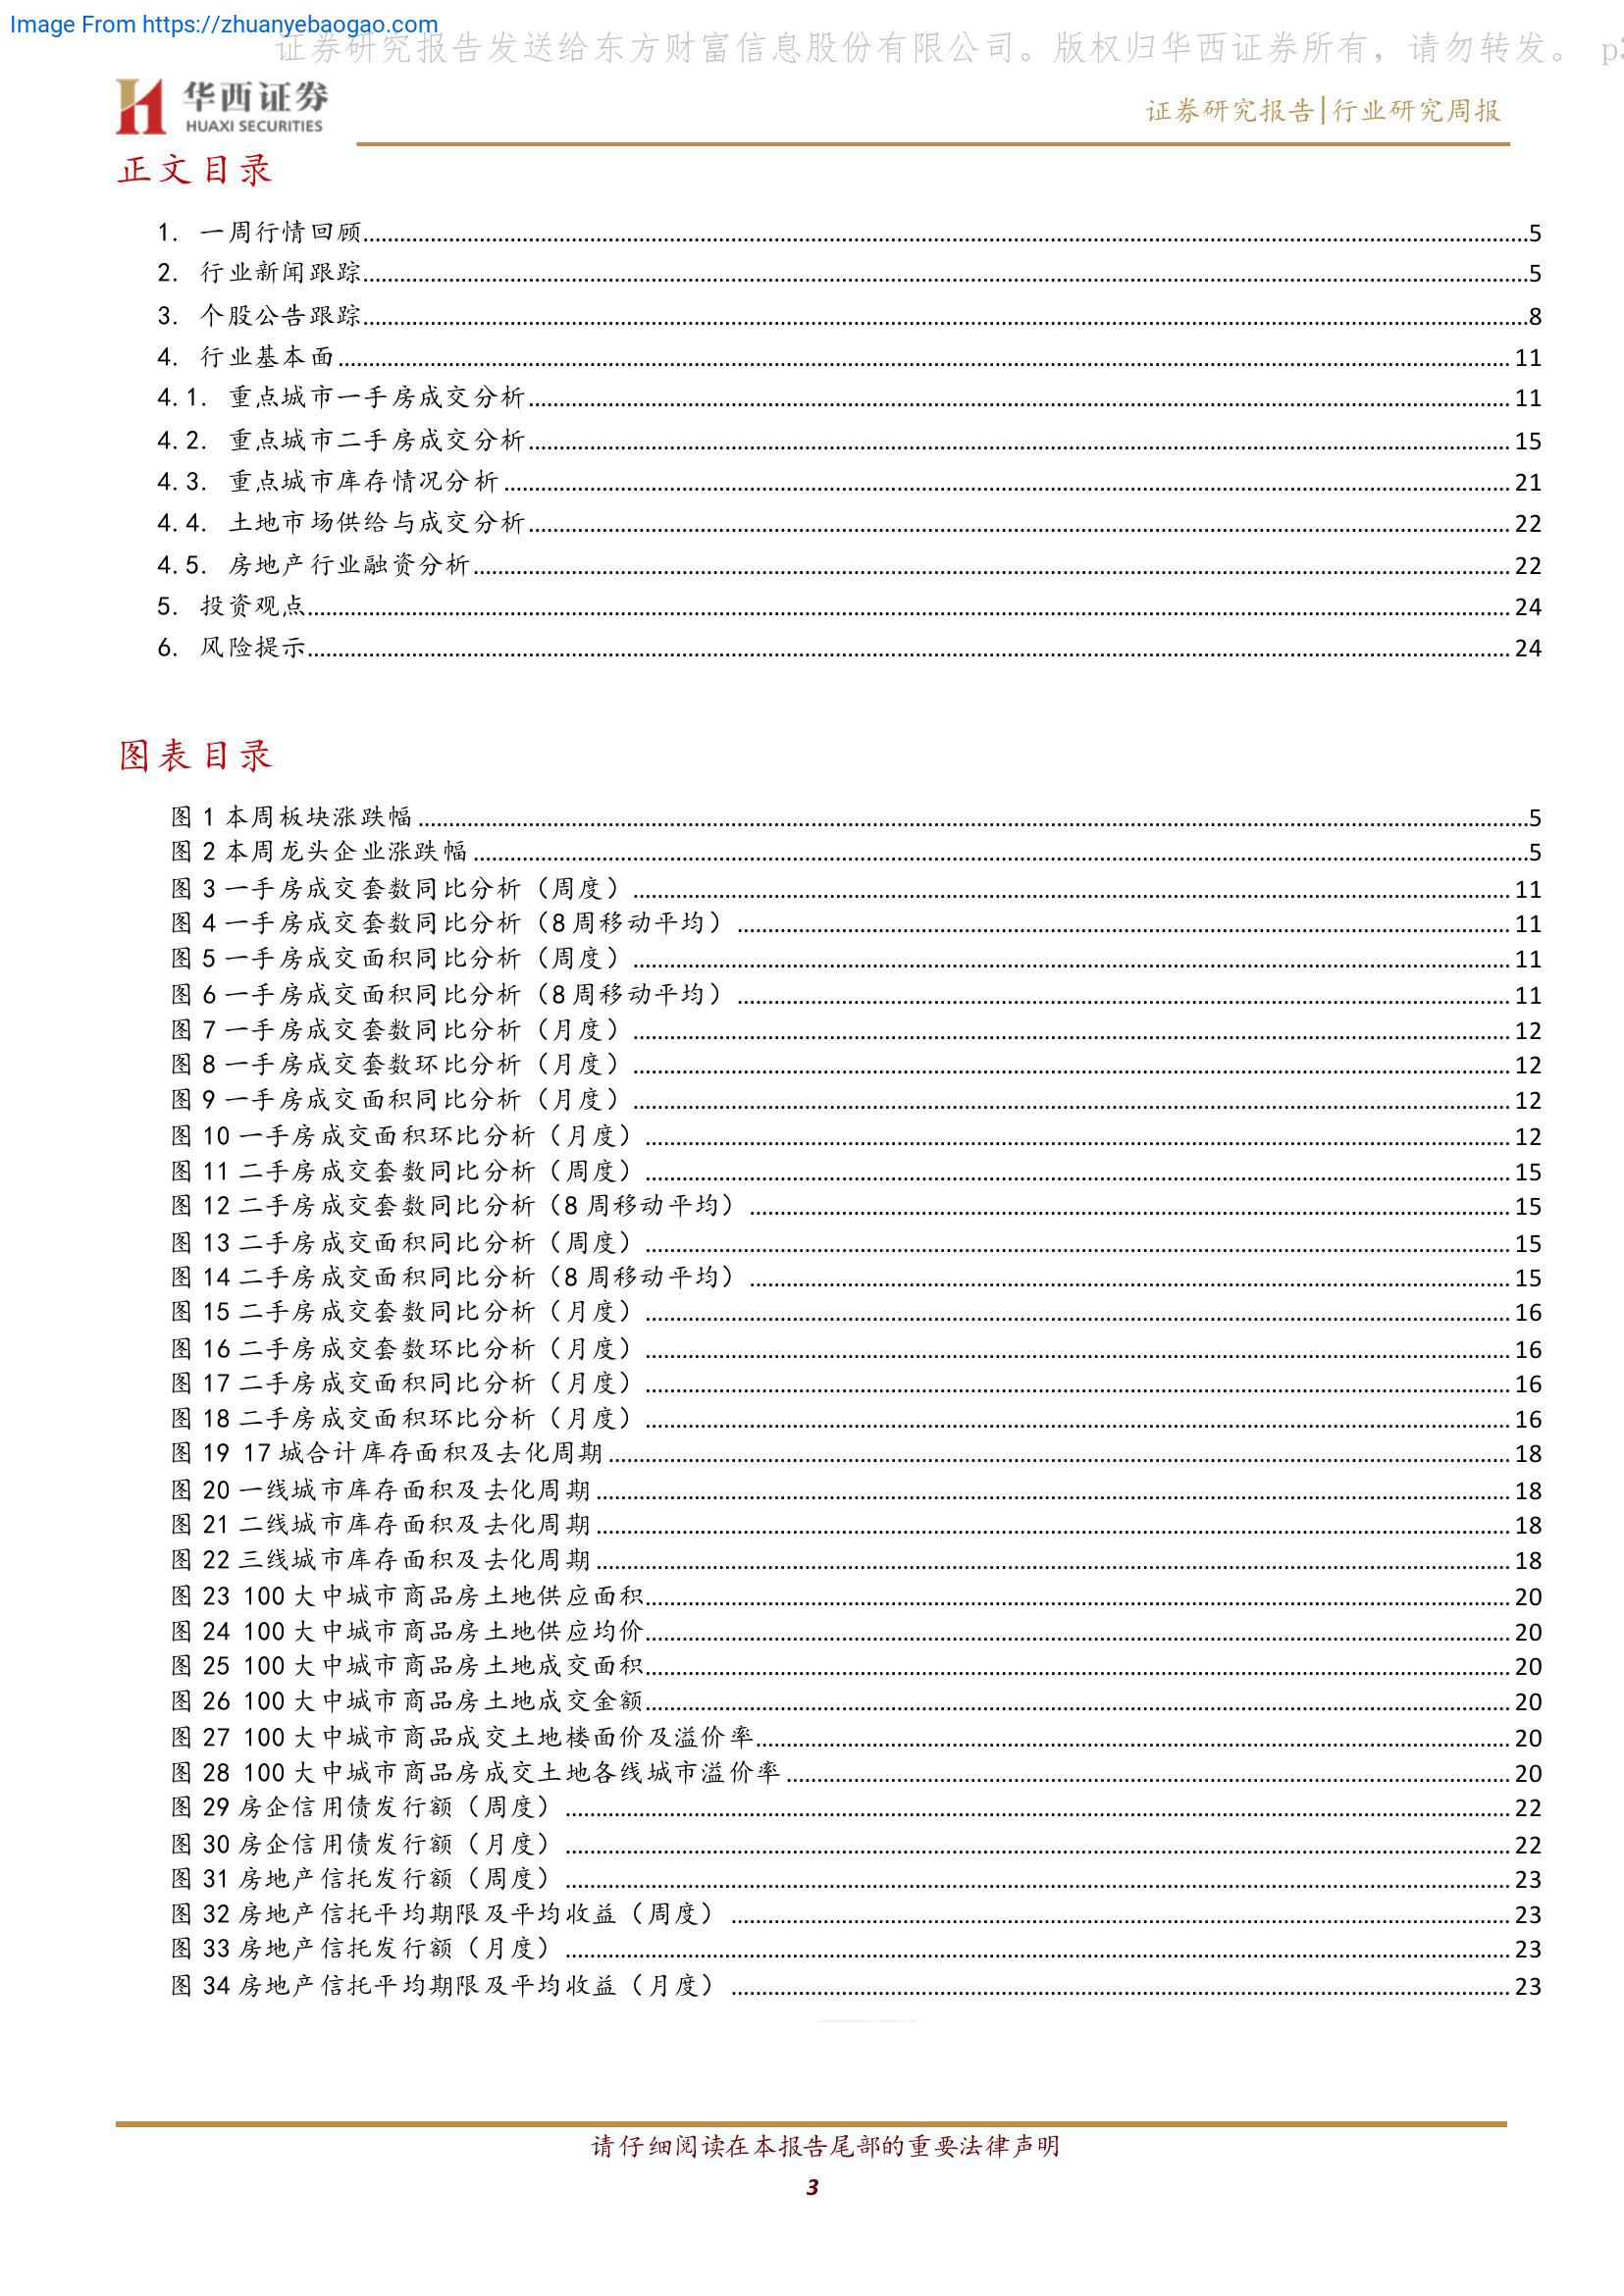 Image From https://zhuanyebaogao.com
证券研究报告发送给东方财富信息股份有限公司。版权归华西证券所有，请勿转发。 p3
华西证券
HUAXI SECURITIES
证券研究报告|行业研究周报
正文目录
1. 一周行情回顾 5
2. 行业新闻跟踪 5
3. 个股公告跟踪 8
4. 行业基本面 11
4.1. 重点城市一手房成交分析 11
4.2. 重点城市二手房成交分析 15
4.3. 重点城市库存情况分析 21
4.4. 土地市场供给与成交分析 22
4.5. 房地产行业融资分析 22
5. 投资观点 24
6. 风险提示 24
图表目录
图 1 本周板块涨跌幅 5
图 2 本周龙头企业涨跌幅 5
图 3 一手房成交套数同比分析（周度） 11
图 4 一手房成交套数同比分析（8 周移动平均） 11
图 5 一手房成交面积同比分析（周度） 11
图 6 一手房成交面积同比分析（8 周移动平均） 11
图 7 一手房成交套数同比分析（月度） 12
图 8 一手房成交套数环比分析（月度） 12
图 9 一手房成交面积同比分析（月度） 12
图 10 一手房成交面积环比分析（月度） 12
图 11 二手房成交套数同比分析（周度） 15
图 12 二手房成交套数同比分析（8 周移动平均） 15
图 13 二手房成交面积同比分析（周度） 15
图 14 二手房成交面积同比分析（8 周移动平均） 15
图 15 二手房成交套数同比分析（月度） 16
图 16 二手房成交套数环比分析（月度） 16
图 17 二手房成交面积同比分析（月度） 16
图 18 二手房成交面积环比分析（月度） 16
图 19 17 城合计库存面积及去化周期 18
图 20 一线城市库存面积及去化周期 18
图 21 二线城市库存面积及去化周期 18
图 22 三线城市库存面积及去化周期 18
图 23 100 大中城市商品房土地供应面积 20
图 24 100 大中城市商品房土地供应均价 20
图 25 100 大中城市商品房土地成交面积 20
图 26 100 大中城市商品房土地成交金额 20
图 27 100 大中城市商品成交土地楼面价及溢价率 20
图 28 100 大中城市商品房成交土地各线城市溢价率 20
图 29 房企信用债发行额（周度） 22
图 30 房企信用债发行额（月度） 22
图 31 房地产信托发行额（周度） 23
图 32 房地产信托平均期限及平均收益（周度） 23
图 33 房地产信托发行额（月度） 23
图 34 房地产信托平均期限及平均收益（月度） 23
请仔细阅读在本报告尾部的重要法律声明
3